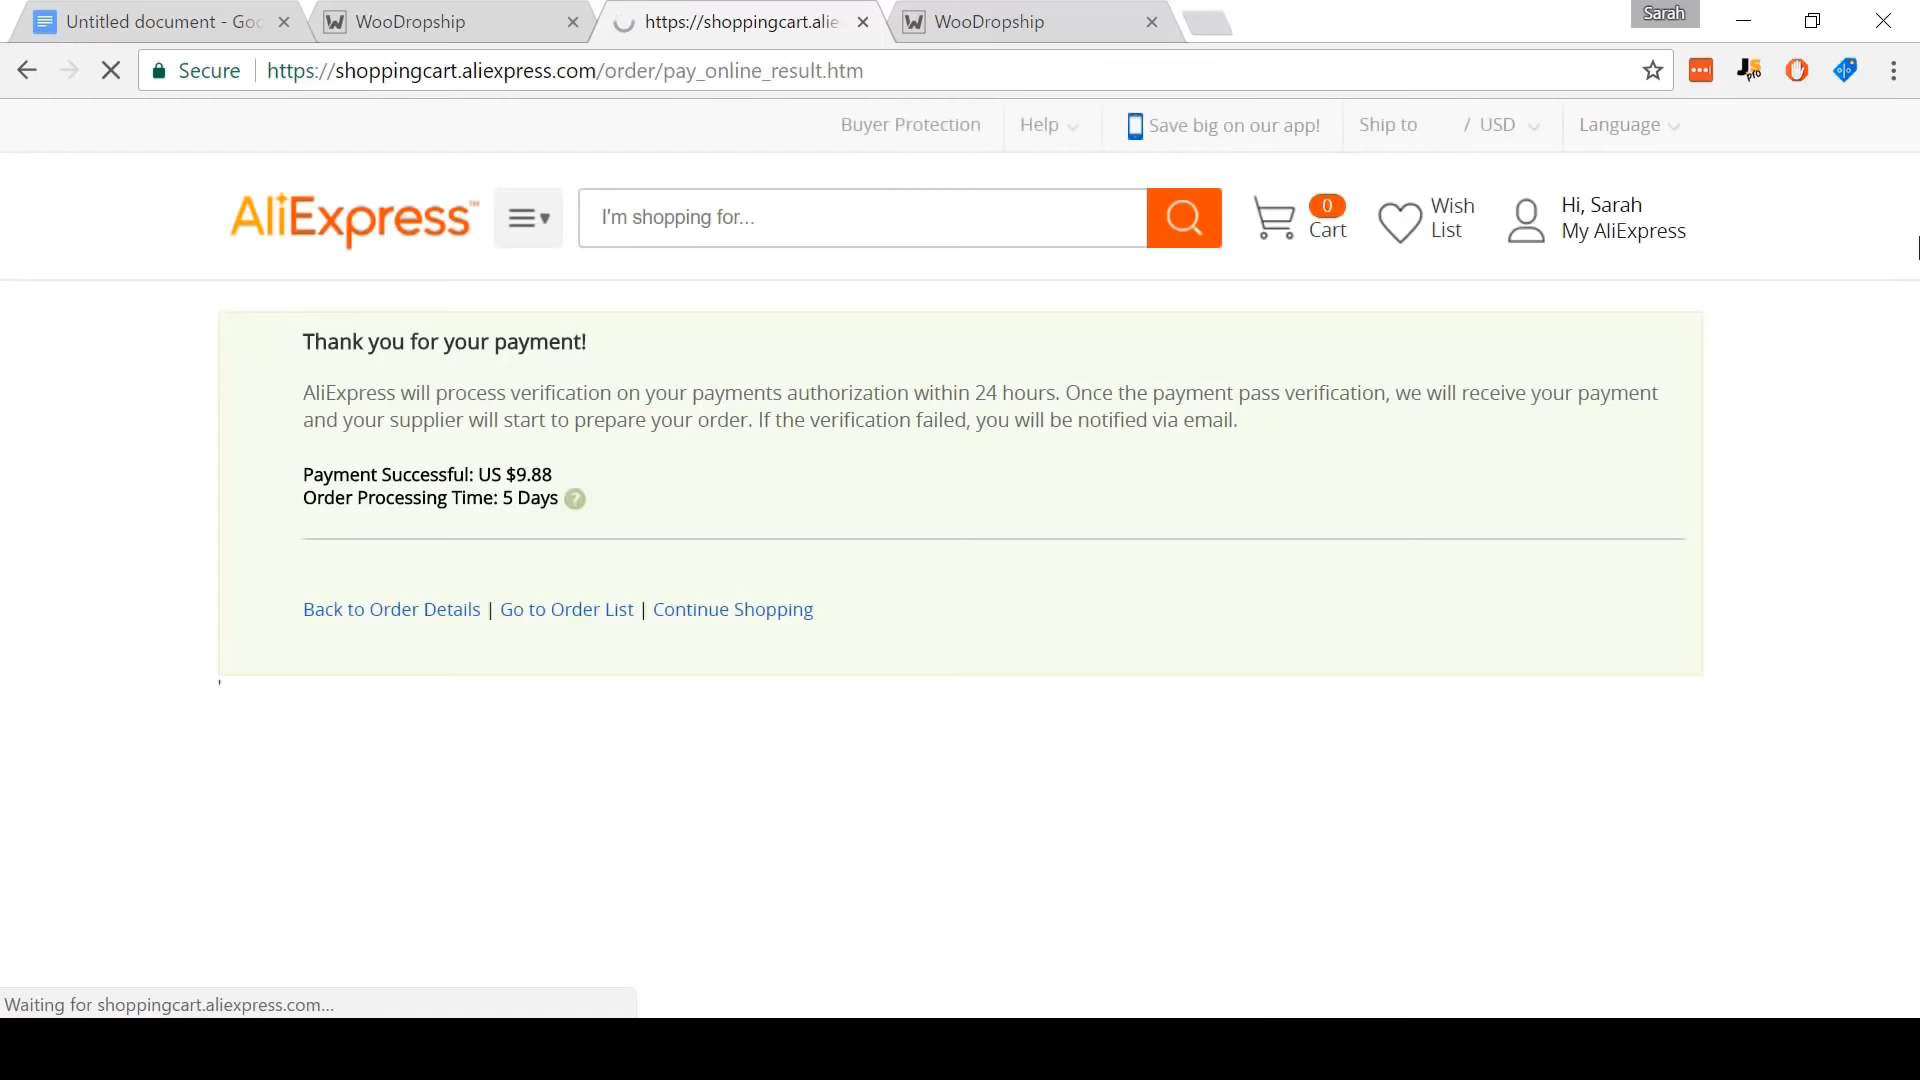 Sarah
Untitled document - Goo
WooDropship
https://shoppingcart.alie
WooDropship
Secure https://shoppingcart.aliexpress.com/order/pay_online_result.htm
Buyer Protection Help Save big on our app! Ship to / USD Language
AliExpress™
I'm shopping for...
0
Cart
Wish
List
Hi, Sarah
My AliExpress
Thank you for your payment!
AliExpress will process verification on your payments authorization within 24 hours. Once the payment pass verification, we will receive your payment
and your supplier will start to prepare your order. If the verification failed, you will be notified via email.
Payment Successful: US $9.88
Order Processing Time: 5 Days ?
Back to Order Details | Go to Order List | Continue Shopping
Waiting for shoppingcart.aliexpress.com...